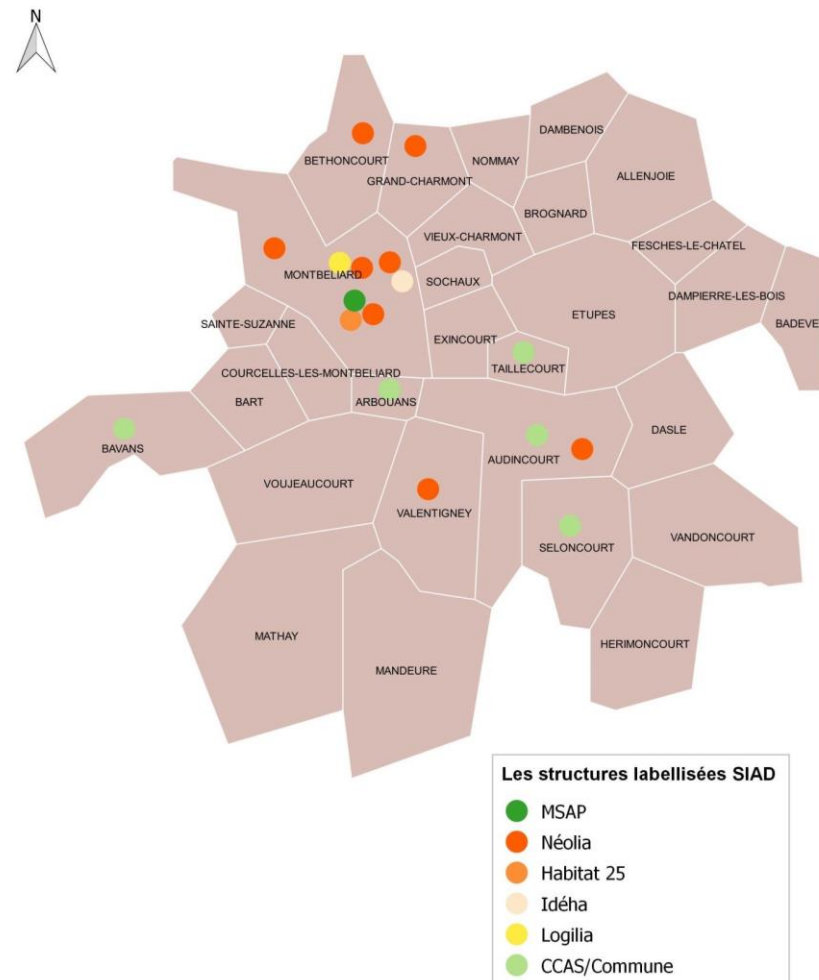 N
DAMBENOIS
BETHONCOURT
NOMMAY
ALLENJOIE
GRAND-CHARMONT
BROGNARD
VIEUX-CHARMONT
FESCHES-LE-CHATEL
MONTBELIARD
SOCHAUX
DAMPIERRE-LES-BOIS
ETUPES
SAINTE-SUZANNE
BADEVE
EXINCOURT
TAILLECOURT
COURCELLES-LES-MONTBELIARD
BART
ARBOUANS
DASLE
BAVANS
AUDINCOURT
VOUJEAUCOURT
VALENTIGNEY
VANDONCOURT
SELONCOURT
MATHAY
HERIMONCOURT
MANDEURE
Les structures labellisées SIAD
MSAP
Néolia
Habitat 25
Idéha
Logilia
CCAS/Commune